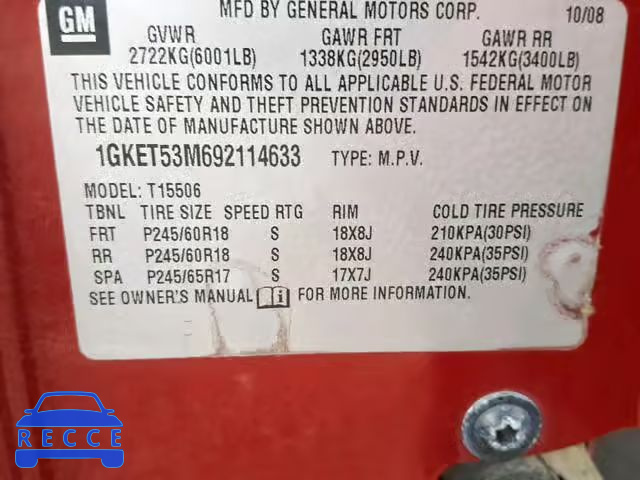 MFD BY GENERAL MOTORS CORP. 10/08
GM
GVWR GAWR FRT GAWR RR
2722KG(6001LB) 1338KG(2950LB) 1542KG(3400LB)
THIS VEHICLE CONFORMS TO ALL APPLICABLE U.S. FEDERAL MOTOR
VEHICLE SAFETY AND THEFT PREVENTION STANDARDS IN EFFECT ON
THE DATE OF MANUFACTURE SHOWN ABOVE.
1GKET53M692114633 TYPE: M.P.V.
MODEL: T15506
TBNL TIRE SIZE SPEED RTG RIM COLD TIRE PRESSURE
FRT P245/60R18 S 18X8J 210KPA(30PSI)
RR P245/60R18 S 18X8J 240KPA(35PSI)
SPA P245/65R17 S 17X7J 240KPA(35PSI)
SEE OWNER'S MANUAL FOR MORE INFORMATION.
RECCE